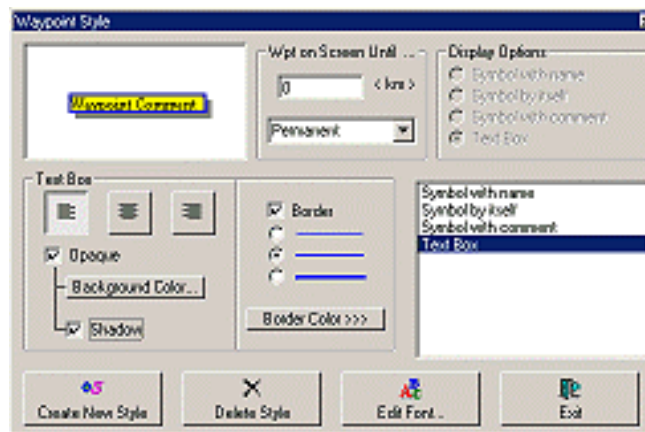 Waypoint Style
Waypoint Comment
Wpt on Screen Until ...
0
< km >
Permanent
Display Options
Symbol with name
Symbol by itself
Symbol with comment
Text Box
Text Box
Opaque
Background Color...
Shadow
Border
Border Color >>>
Symbol with name
Symbol by itself
Symbol with comment
Text Box
Create New Style
Delete Style
Edit Font...
Exit